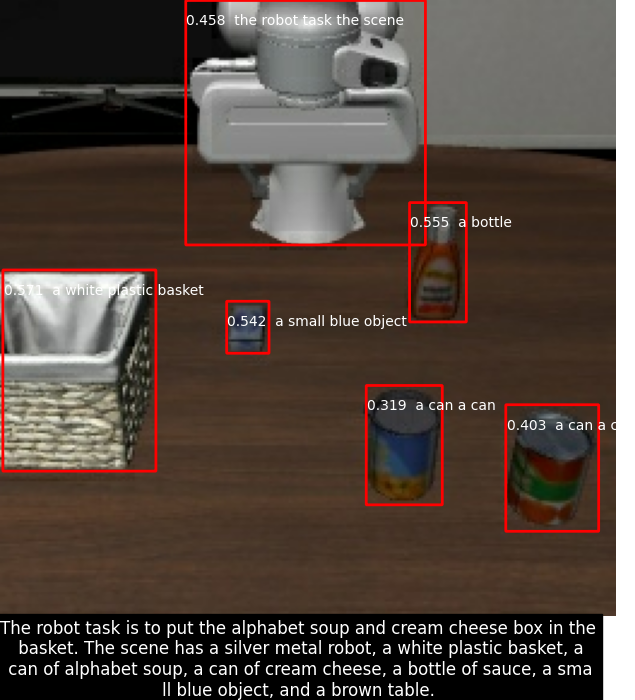 0.458 the robot task the scene
0.555 a bottle
0.571 a white plastic basket
0.542 a small blue object
0.319 a can a can
0.403 a can a c
The robot task is to put the alphabet soup and cream cheese box in the
basket. The scene has a silver metal robot, a white plastic basket, a
can of alphabet soup, a can of cream cheese, a bottle of sauce, a sma
ll blue object, and a brown table.